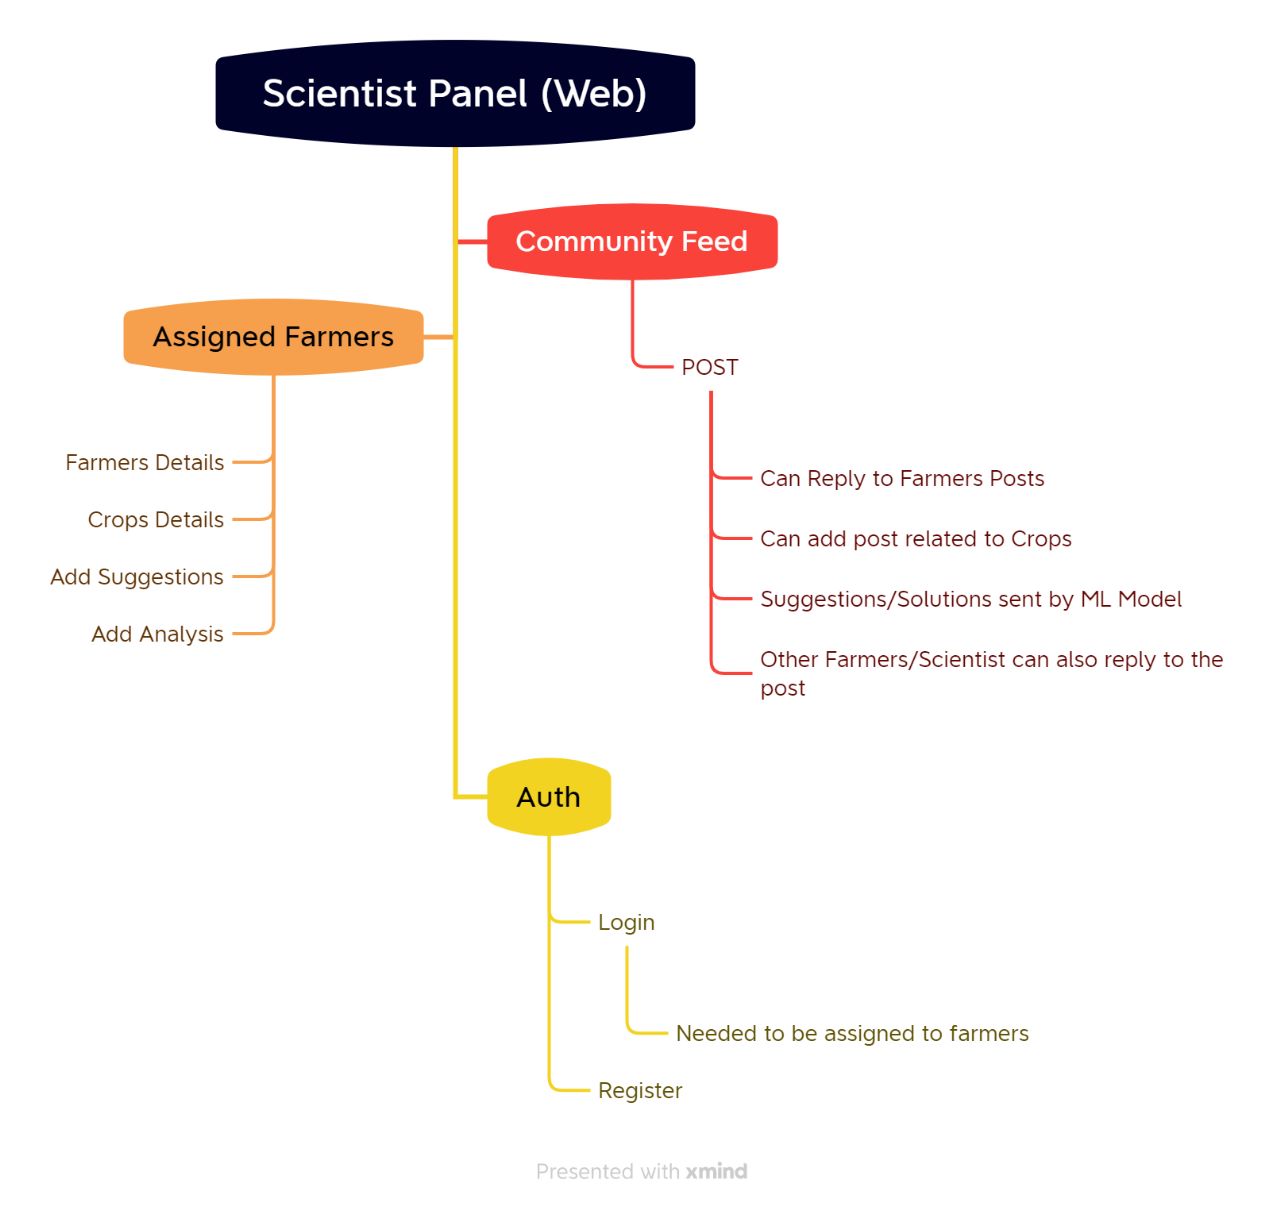 Scientist Panel (Web)
Community Feed
Assigned Farmers
POST
Farmers Details
Crops Details
Add Suggestions
Add Analysis
Can Reply to Farmers Posts
Can add post related to Crops
Suggestions/Solutions sent by ML Model
Other Farmers/Scientist can also reply to the
post
Auth
Login
Needed to be assigned to farmers
Register
Presented with xmind